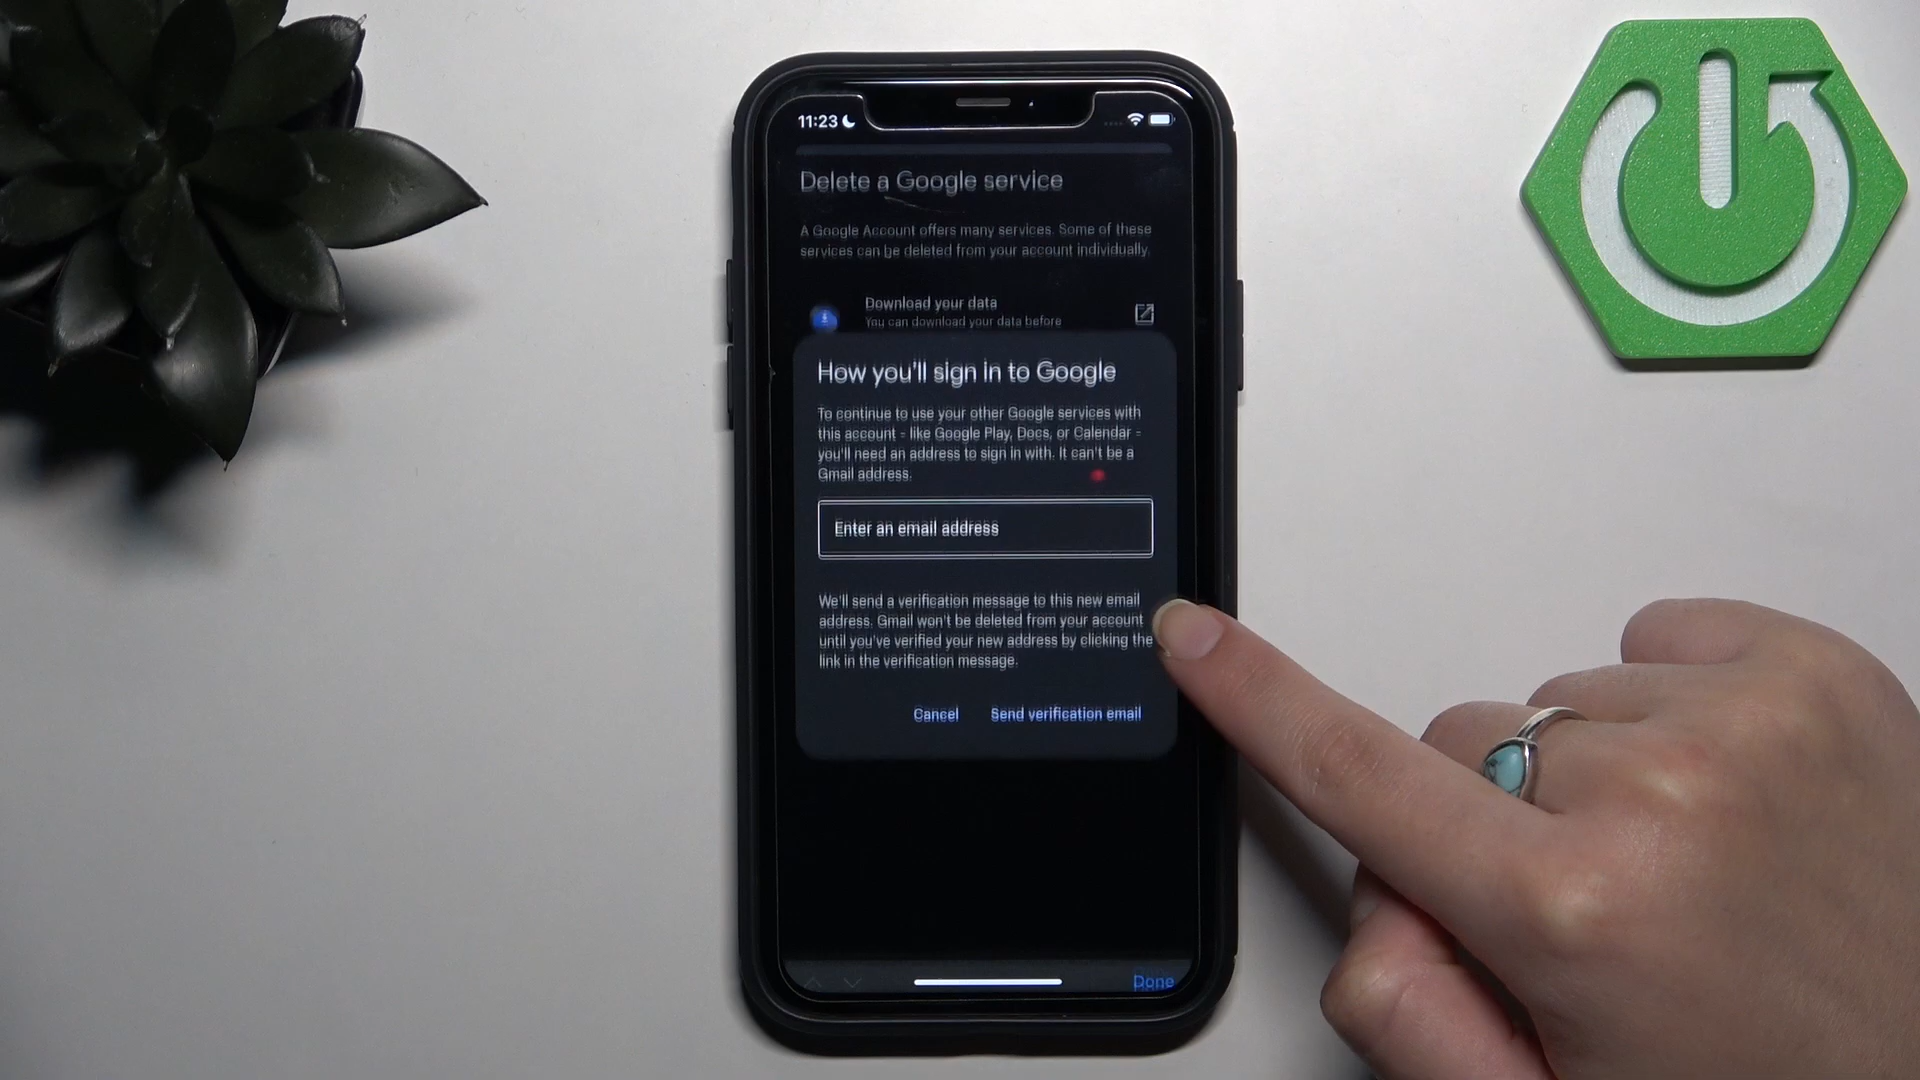 11:23
Delete a Google service
A Google Account offers many services. Some of these
services can be deleted from your account individually.
Download your data
You can download your data before
How you'll sign in to Google
To continue to use your other Google services with
this account - like Google Play, Docs, or Calendar -
you'll need an address to sign in with. It can't be a
Gmail address.
Enter an email address
We'll send a verification message to this new email
address. Gmail won't be deleted from your account
until you've verified your new address by clicking the
link in the verification message.
Cancel Send verification email
Done